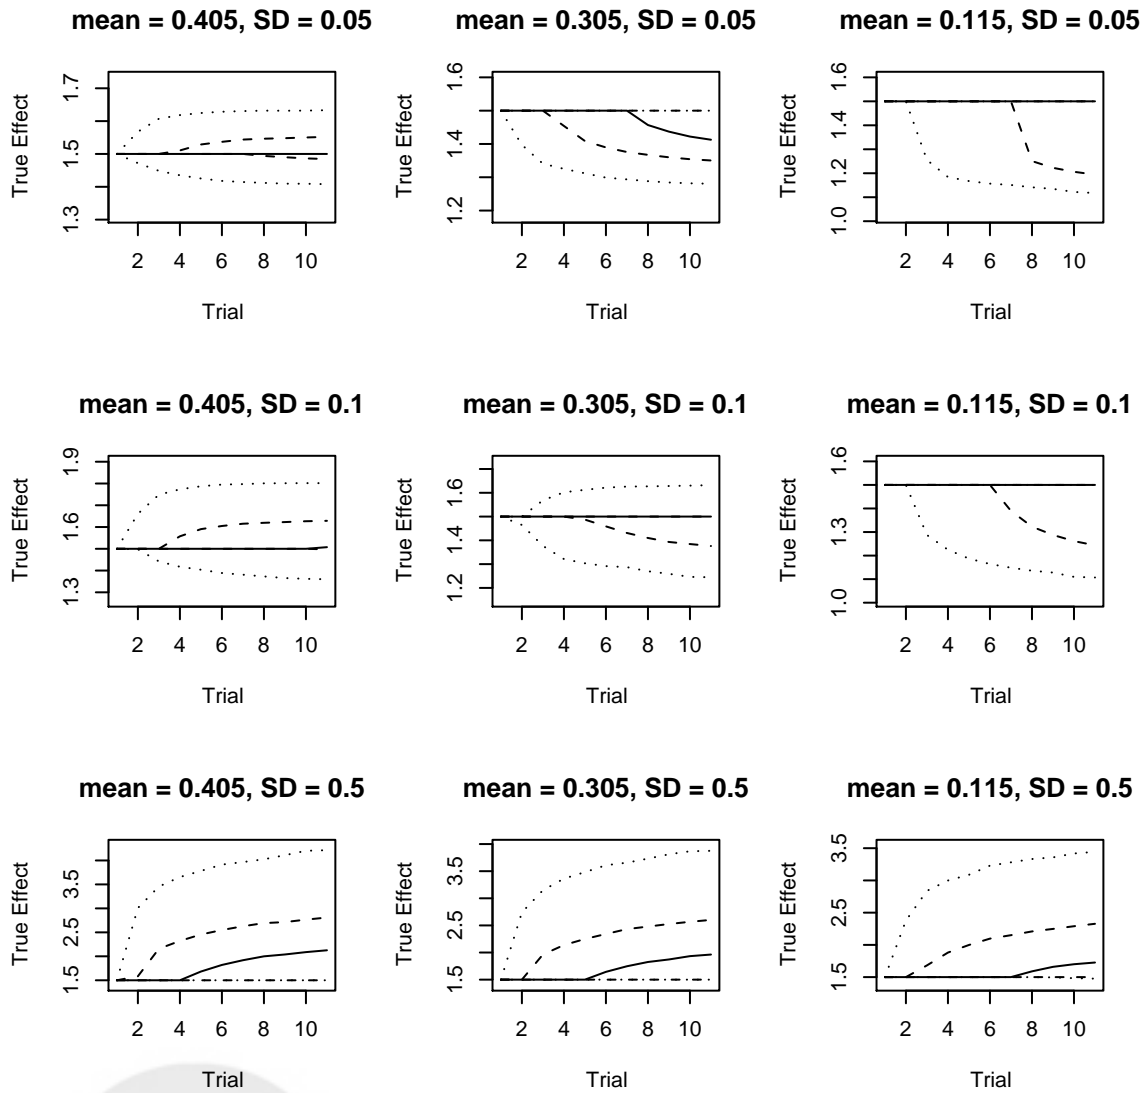 mean = 0.405, SD = 0.05
True Effect
1.3 1.5 1.7
2 4 6 8 10
Trial
mean = 0.305, SD = 0.05
True Effect
1.2 1.4 1.6
2 4 6 8 10
Trial
mean = 0.115, SD = 0.05
True Effect
1.0 1.2 1.4 1.6
2 4 6 8 10
Trial
mean = 0.405, SD = 0.1
True Effect
1.3 1.6 1.9
2 4 6 8 10
Trial
mean = 0.305, SD = 0.1
True Effect
1.2 1.4 1.6
2 4 6 8 10
Trial
mean = 0.115, SD = 0.1
True Effect
1.0 1.3 1.6
2 4 6 8 10
Trial
mean = 0.405, SD = 0.5
True Effect
1.5 2.5 3.5
2 4 6 8 10
Trial
mean = 0.305, SD = 0.5
True Effect
1.5 2.5 3.5
2 4 6 8 10
Trial
mean = 0.115, SD = 0.5
True Effect
1.5 2.5 3.5
2 4 6 8 10
Trial